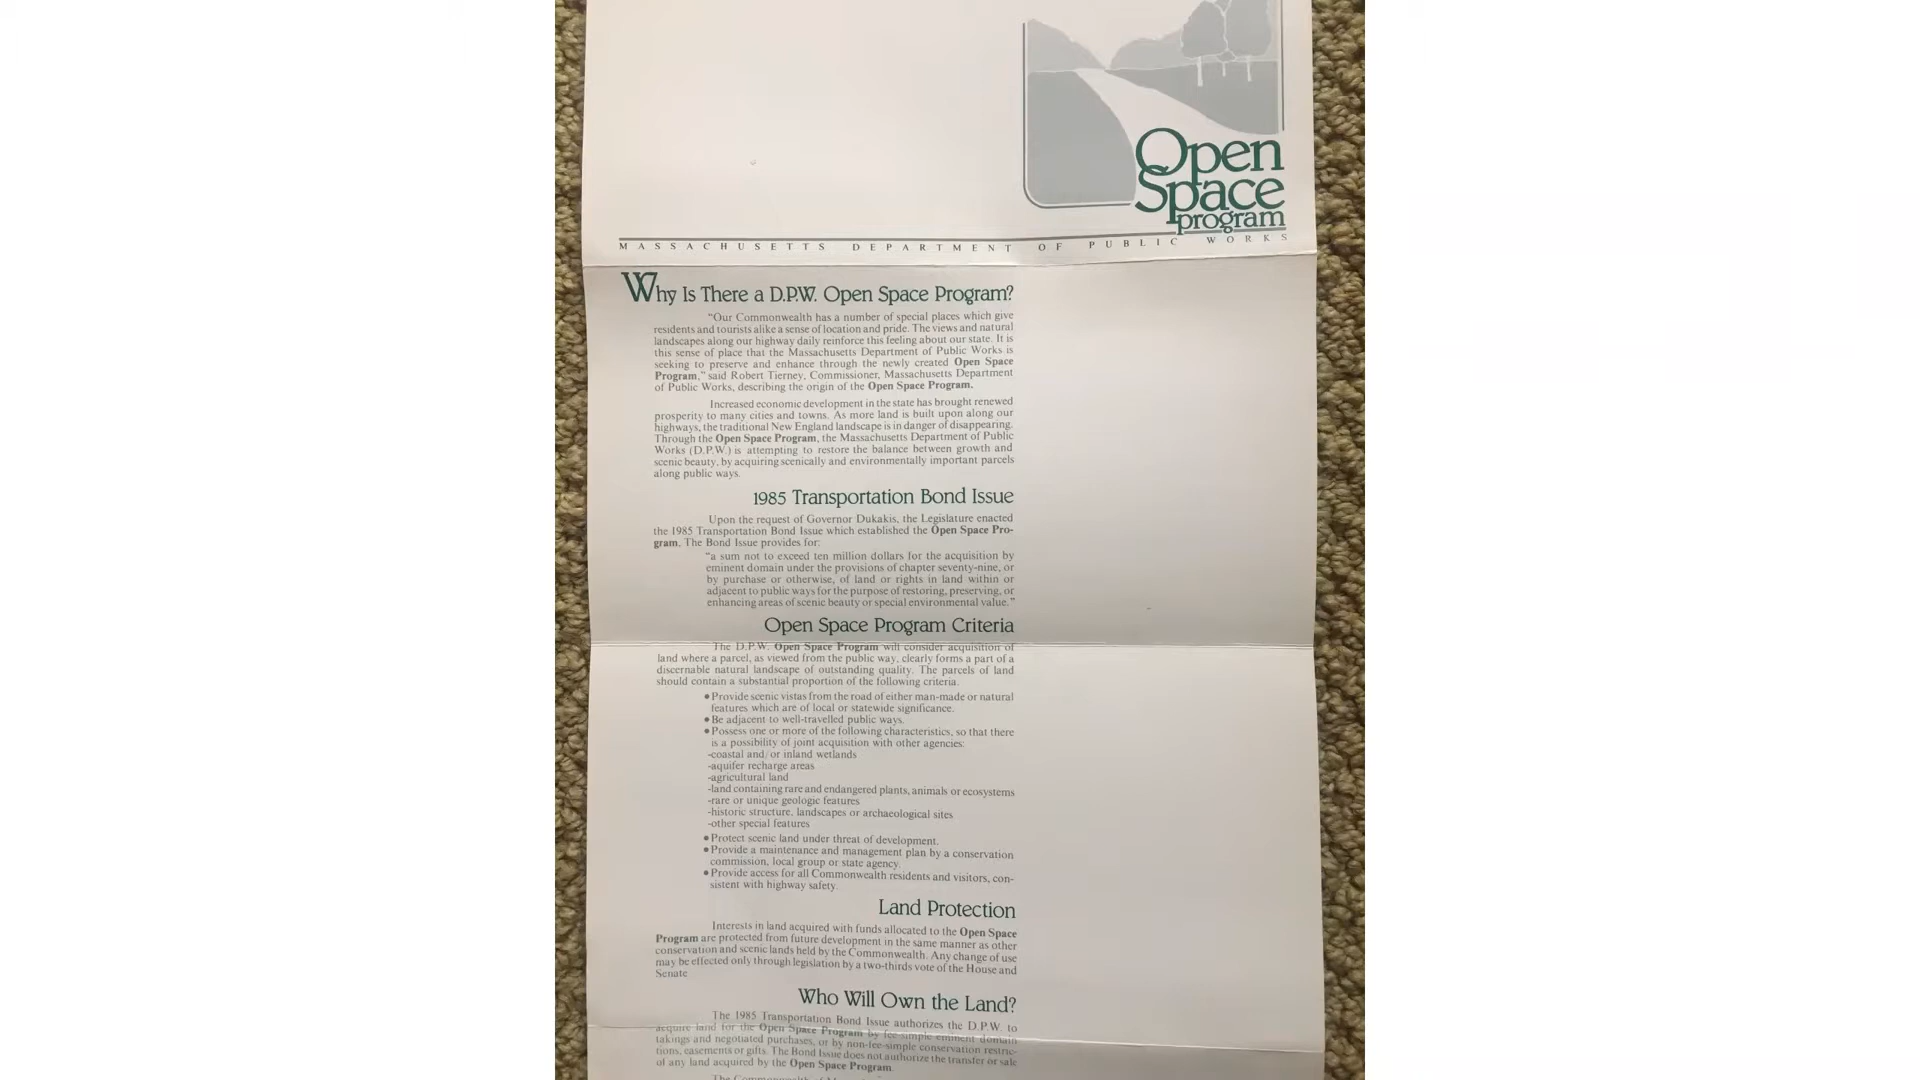 Open
Space
program
MASSACHUSETTS DEPARTMENT OF PUBLIC WORKS
Why Is There a D.P.W. Open Space Program?
"Our Commonwealth has a number of special places which give
residents and tourists alike a sense of location and pride. The views and natural
landscapes along our highway daily reinforce this feeling about our state. It is
this sense of place that the Massachusetts Department of Public Works is
seeking to preserve and enhance through the newly created Open Space
Program," said Robert Tierney, Commissioner, Massachusetts Department
of Public Works, describing the origin of the Open Space Program.
Increased economic development in the state has brought renewed
prosperity to many cities and towns. As more land is built upon along our
highways, the traditional New England landscape is in danger of disappearing.
Through the Open Space Program, the Massachusetts Department of Public
Works (D.P.W.) is attempting to restore the balance between growth and
scenic beauty, by acquiring scenically and environmentally important parcels
along public ways.
1985 Transportation Bond Issue
Upon the request of Governor Dukakis, the Legislature enacted
the 1985 Transportation Bond Issue which established the Open Space Pro-
gram. The Bond Issue provides for:
"a sum not to exceed ten million dollars for the acquisition by
eminent domain under the provisions of chapter seventy-nine, or
by purchase or otherwise, of land or rights in land within or
adjacent to public ways for the purpose of restoring, preserving, or
enhancing areas of scenic beauty or special environmental value."
Open Space Program Criteria
The D.P.W. Open Space Program will consider acquisition of
land where a parcel, as viewed from the public way, clearly forms a part of a
discernable natural landscape of outstanding quality. The parcels of land
should contain a substantial proportion of the following criteria.
• Provide scenic vistas from the road of either man-made or natural
features which are of local or statewide significance.
• Be adjacent to well-travelled public ways.
• Possess one or more of the following characteristics, so that there
is a possibility of joint acquisition with other agencies:
-coastal and/or inland wetlands
-aquifer recharge areas
-agricultural land
-land containing rare and endangered plants, animals or ecosystems
-rare or unique geologic features
-historic structure, landscapes or archaeological sites
-other special features
• Protect scenic land under threat of development.
• Provide a maintenance and management plan by a conservation
commission, local group or state agency.
• Provide access for all Commonwealth residents and visitors, con-
sistent with highway safety.
Land Protection
Interests in land acquired with funds allocated to the Open Space
Program are protected from future development in the same manner as other
conservation and scenic lands held by the Commonwealth. Any change of use
may be effected only through legislation by a two-thirds vote of the House and
Senate
Who Will Own the Land?
The 1985 Transportation Bond Issue authorizes the D.P.W. to
acquire land for the Open Space Program by fee-simple eminent domain
takings and negotiated purchases, or by non-fee-simple conservation restric-
tions, easements or gifts. The Bond Issue does not authorize the transfer or sale
of any land acquired by the Open Space Program.